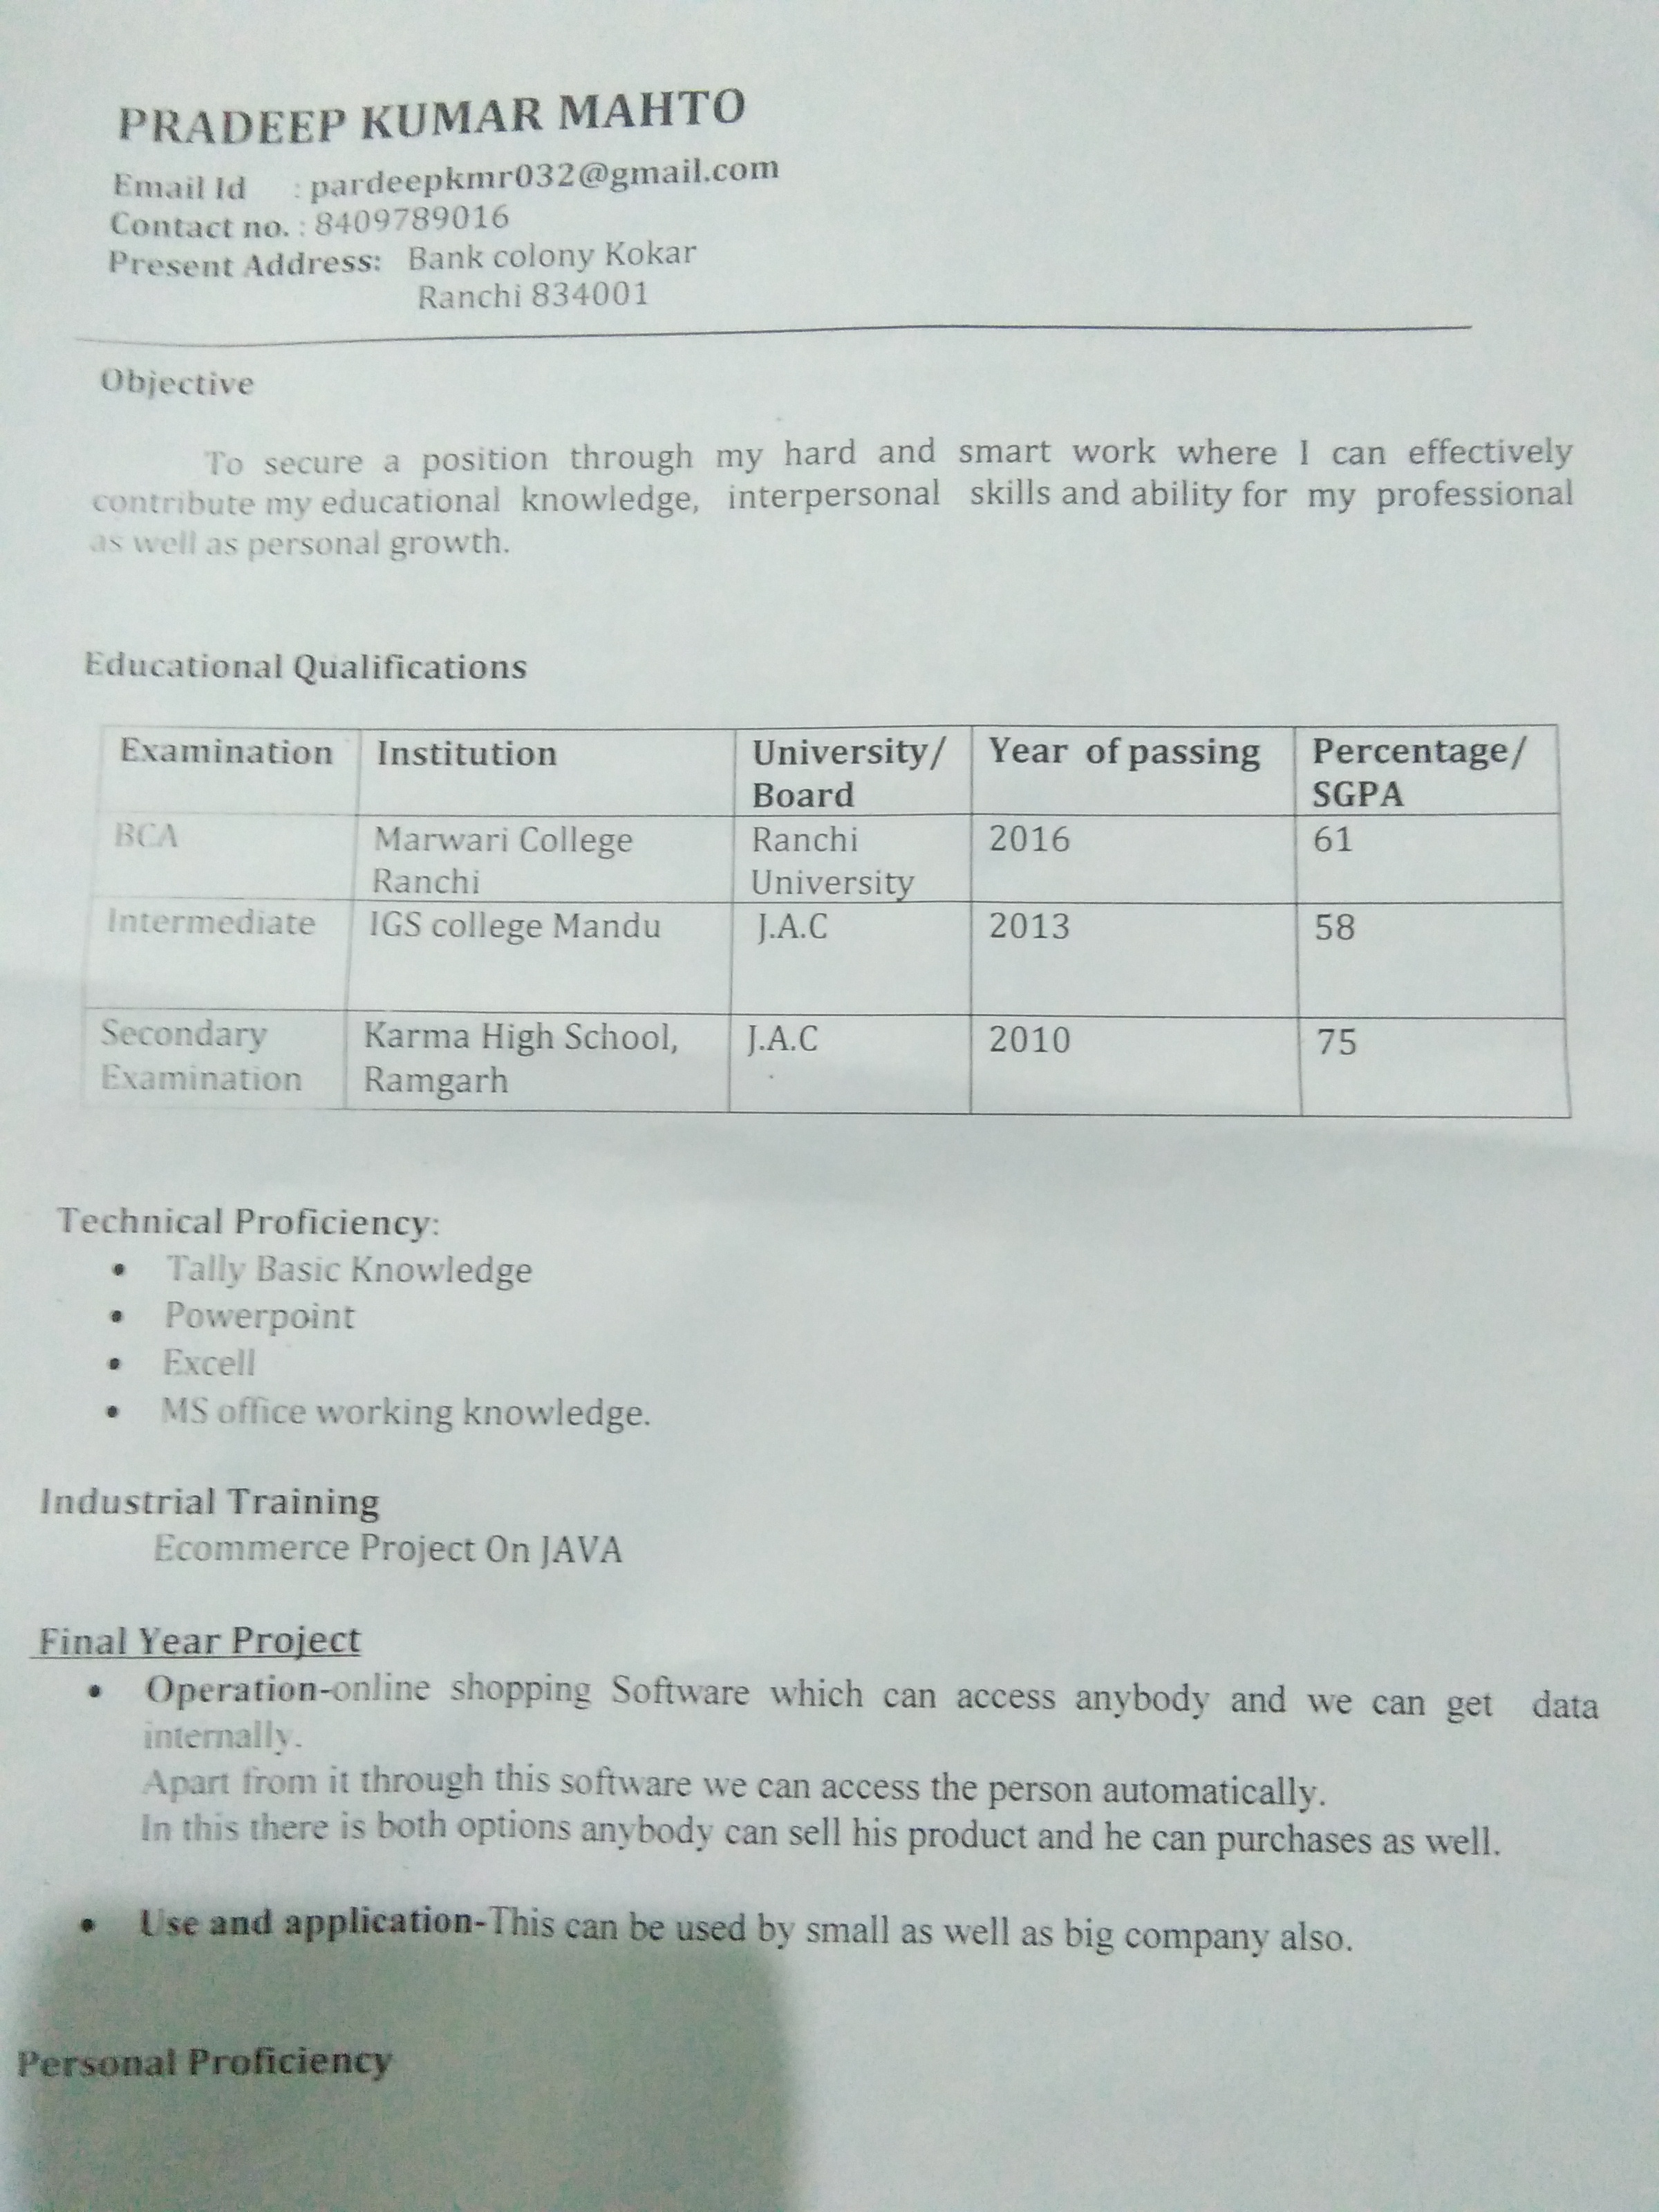 PRADEEP KUMAR MAHTO
Email Id : pardeepkmr032@gmail.com
Contact no. : 8409789016
Present Address: Bank colony Kokar
Ranchi 834001
Objective
To secure a position through my hard and smart work where I can effectively
contribute my educational knowledge, interpersonal skills and ability for my professional
as well as personal growth.
Educational Qualifications
Examination Institution University/ Year of passing Percentage/
Board SGPA
BCA Marwari College Ranchi 2016 61
Ranchi University
Intermediate IGS college Mandu J.A.C 2013 58
Secondary Karma High School, J.A.C 2010 75
Examination Ramgarh
Technical Proficiency:
• Tally Basic Knowledge
• Powerpoint
• Excell
• MS office working knowledge.
Industrial Training
Ecommerce Project On JAVA
Final Year Project
• Operation-online shopping Software which can access anybody and we can get data
internally.
Apart from it through this software we can access the person automatically.
In this there is both options anybody can sell his product and he can purchases as well.
• Use and application-This can be used by small as well as big company also.
Personal Proficiency